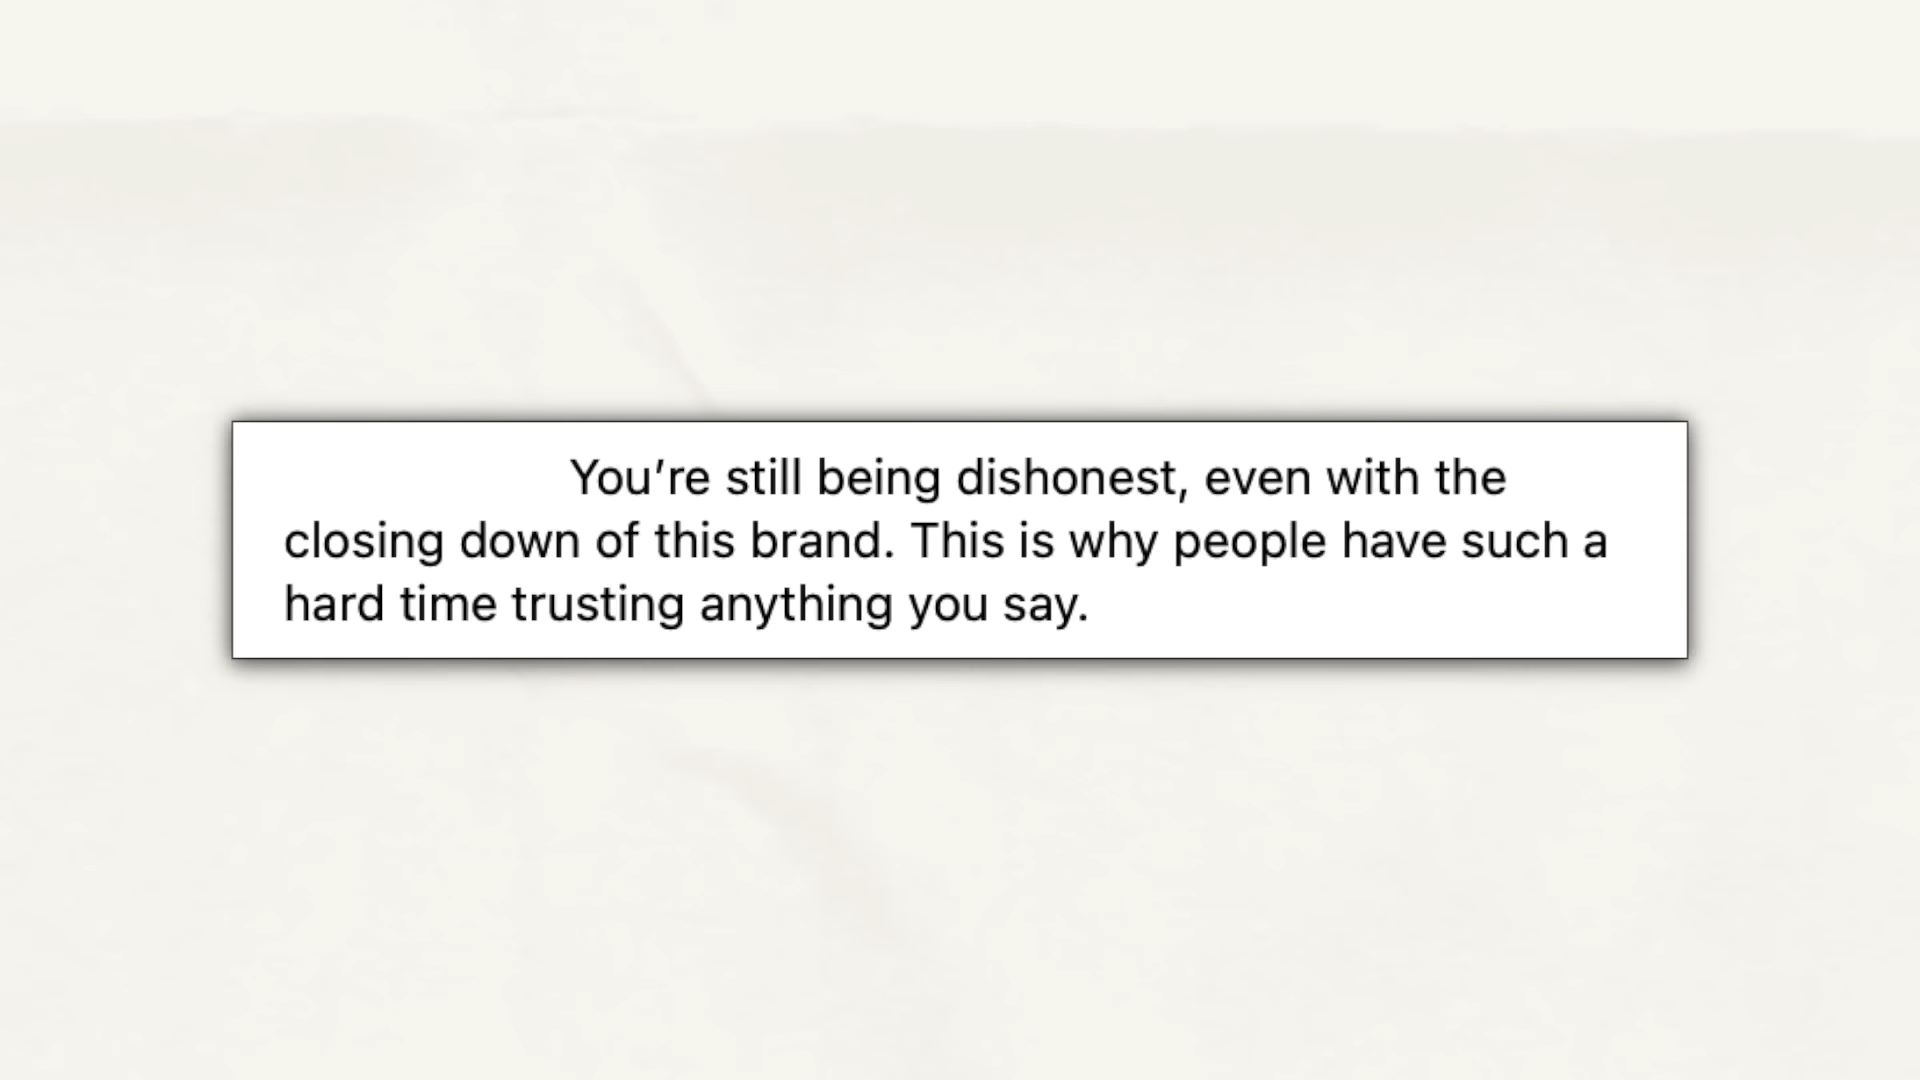 You’re still being dishonest, even with the
closing down of this brand. This is why people have such a
hard time trusting anything you say.